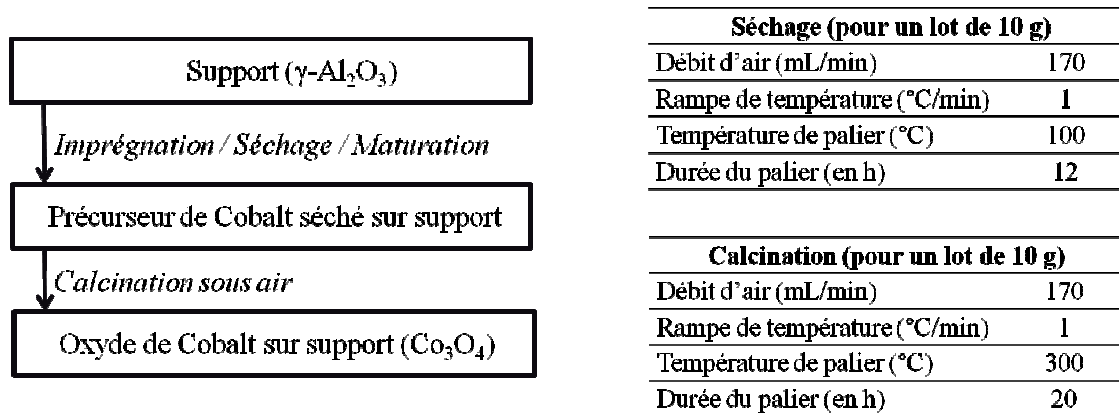 Support (γ-Al₂O₃)
Imprégnation / Séchage / Maturation
Précurseur de Cobalt séché sur support
Calcination sous air
Oxyde de Cobalt sur support (Co₃O₄)
Séchage (pour un lot de 10 g)
Débit d'air (mL/min) 170
Rampe de température (°C/min) 1
Température de palier (°C) 100
Durée du palier (en h) 12
Calcination (pour un lot de 10 g)
Débit d'air (mL/min) 170
Rampe de température (°C/min) 1
Température de palier (°C) 300
Durée du palier (en h) 20